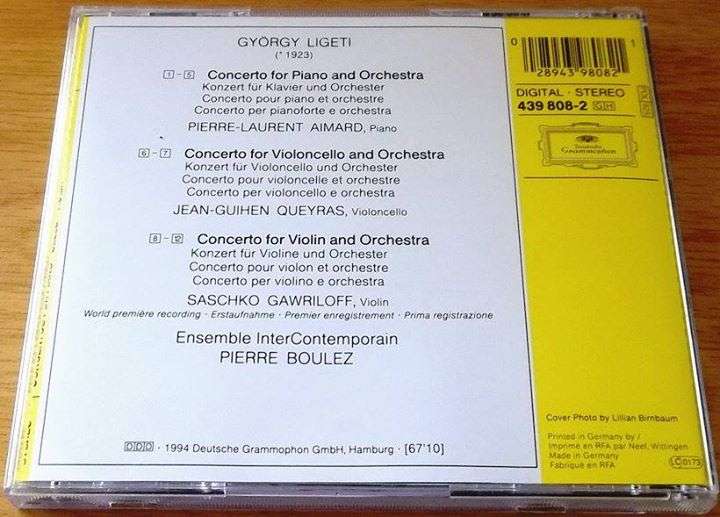 GYÖRGY LIGETI
(*1923)
1 - 5 Concerto for Piano and Orchestra
Konzert für Klavier und Orchester
Concerto pour piano et orchestre
Concerto per pianoforte e orchestra
PIERRE-LAURENT AIMARD, Piano
6 - 7 Concerto for Violoncello and Orchestra
Konzert für Violoncello und Orchester
Concerto pour violoncelle et orchestre
Concerto per violoncello e orchestra
JEAN-GUIHEN QUEYRAS, Violoncello
8 - 12 Concerto for Violin and Orchestra
Konzert für Violine und Orchester
Concerto pour violon et orchestre
Concerto per violino e orchestra
SASCHKO GAWRILOFF, Violin
World première recording · Erstaufnahme · Premier enregistrement · Prima registrazione
Ensemble InterContemporain
PIERRE BOULEZ
DDD · 1994 Deutsche Grammophon GmbH, Hamburg · [67'10]
0 28943 98082 1
DIGITAL · STEREO
439 808-2 GH
Deutsche
Grammophon
Cover Photo by Lillian Birnbaum
Printed in Germany by /
Imprimé en RFA par Neef, Wittingen
Made in Germany
Fabriqué en RFA
LC 0173